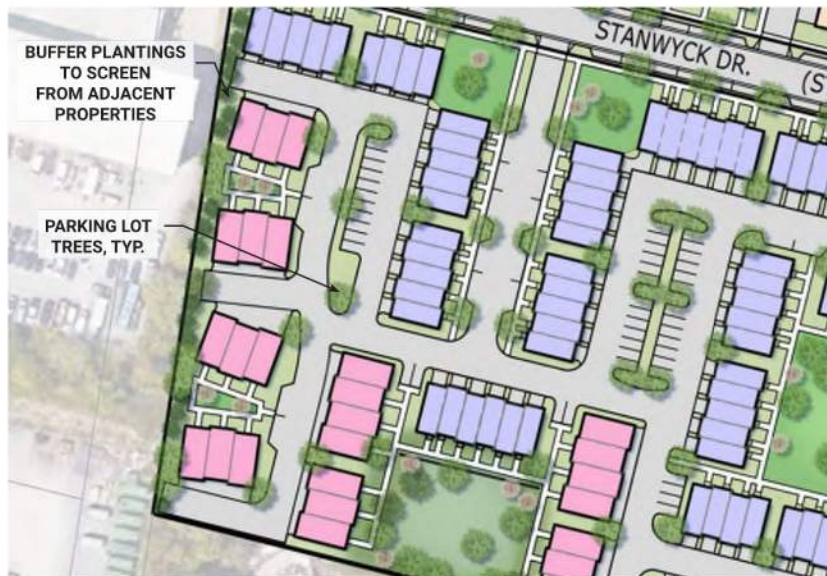 STANWYCK DR.
(S
BUFFER PLANTINGS
TO SCREEN
FROM ADJACENT
PROPERTIES
PARKING LOT
TREES, TYP.